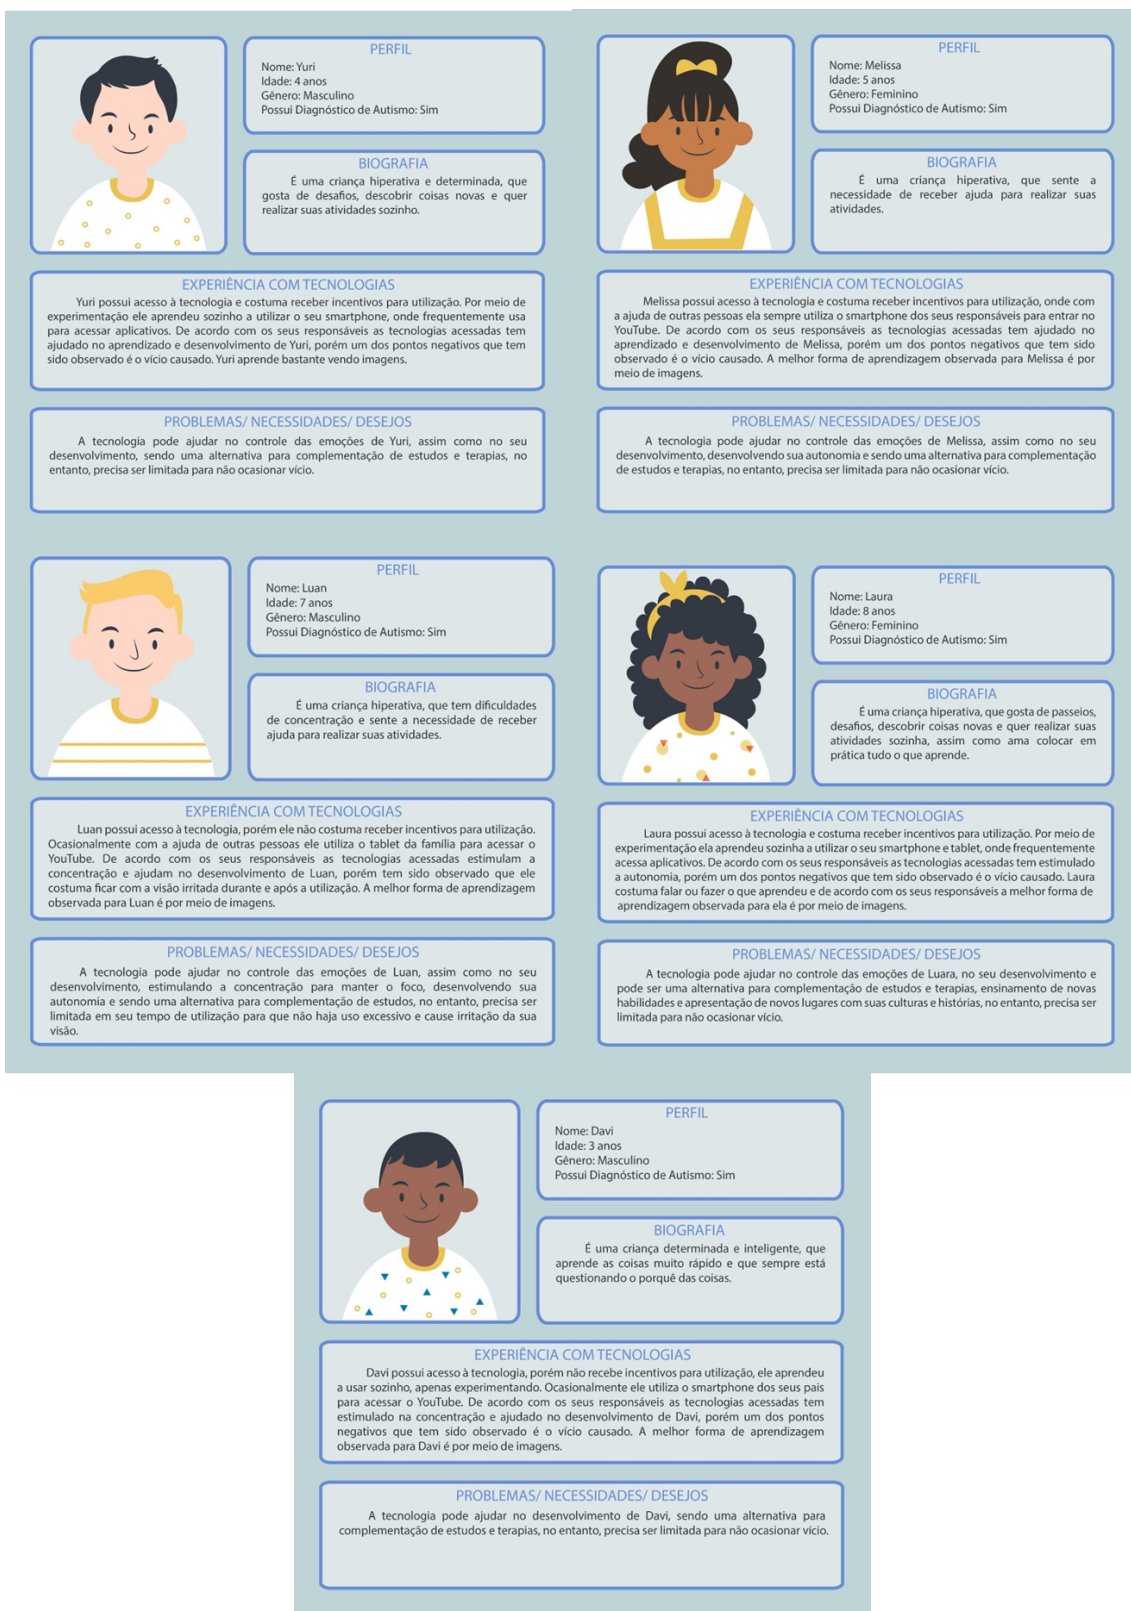 PERFIL
Nome: Yuri
Idade: 4 anos
Gênero: Masculino
Possui Diagnóstico de Autismo: Sim
BIOGRAFIA
É uma criança hiperativa e determinada, que
gosta de desafios, descobrir coisas novas e quer
realizar suas atividades sozinho.
EXPERIÊNCIA COM TECNOLOGIAS
Yuri possui acesso à tecnologia e costuma receber incentivos para utilização. Por meio de
experimentação ele aprendeu sozinho a utilizar o seu smartphone, onde frequentemente usa
para acessar aplicativos. De acordo com os seus responsáveis as tecnologias acessadas tem
ajudado no aprendizado e desenvolvimento de Yuri, porém um dos pontos negativos que tem
sido observado é o vício causado. Yuri aprende bastante vendo imagens.
PROBLEMAS/ NECESSIDADES/ DESEJOS
A tecnologia pode ajudar no controle das emoções de Yuri, assim como no seu
desenvolvimento, sendo uma alternativa para complementação de estudos e terapias, no
entanto, precisa ser limitada para não ocasionar vício.
PERFIL
Nome: Melissa
Idade: 5 anos
Gênero: Feminino
Possui Diagnóstico de Autismo: Sim
BIOGRAFIA
É uma criança hiperativa, que sente a
necessidade de receber ajuda para realizar suas
atividades.
EXPERIÊNCIA COM TECNOLOGIAS
Melissa possui acesso à tecnologia e costuma receber incentivos para utilização, onde com
a ajuda de outras pessoas ela sempre utiliza o smartphone dos seus responsáveis para entrar no
YouTube. De acordo com os seus responsáveis as tecnologias acessadas tem ajudado no
aprendizado e desenvolvimento de Melissa, porém um dos pontos negativos que tem sido
observado é o vício causado. A melhor forma de aprendizagem observada para Melissa é por
meio de imagens.
PROBLEMAS/ NECESSIDADES/ DESEJOS
A tecnologia pode ajudar no controle das emoções de Melissa, assim como no seu
desenvolvimento, desenvolvendo sua autonomia e sendo uma alternativa para complementação
de estudos e terapias, no entanto, precisa ser limitada para não ocasionar vício.
PERFIL
Nome: Luan
Idade: 7 anos
Gênero: Masculino
Possui Diagnóstico de Autismo: Sim
BIOGRAFIA
É uma criança hiperativa, que tem dificuldades
de concentração e sente a necessidade de receber
ajuda para realizar suas atividades.
EXPERIÊNCIA COM TECNOLOGIAS
Luan possui acesso à tecnologia, porém ele não costuma receber incentivos para utilização.
Ocasionalmente com a ajuda de outras pessoas ele utiliza o tablet da família para acessar o
YouTube. De acordo com os seus responsáveis as tecnologias acessadas estimulam a
concentração e ajudam no desenvolvimento de Luan, porém tem sido observado que ele
costuma ficar com a visão irritada durante e após a utilização. A melhor forma de aprendizagem
observada para Luan é por meio de imagens.
PROBLEMAS/ NECESSIDADES/ DESEJOS
A tecnologia pode ajudar no controle das emoções de Luan, assim como no seu
desenvolvimento, estimulando a concentração para manter o foco, desenvolvendo sua
autonomia e sendo uma alternativa para complementação de estudos, no entanto, precisa ser
limitada em seu tempo de utilização para que não haja uso excessivo e cause irritação da sua
visão.
PERFIL
Nome: Laura
Idade: 8 anos
Gênero: Feminino
Possui Diagnóstico de Autismo: Sim
BIOGRAFIA
É uma criança hiperativa, que gosta de passeios,
desafios, descobrir coisas novas e quer realizar suas
atividades sozinha, assim como ama colocar em
prática tudo o que aprende.
EXPERIÊNCIA COM TECNOLOGIAS
Laura possui acesso à tecnologia e costuma receber incentivos para utilização. Por meio de
experimentação ela aprendeu sozinha a utilizar o seu smartphone e tablet, onde frequentemente
acessa aplicativos. De acordo com os seus responsáveis as tecnologias acessadas tem estimulado
a autonomia, porém um dos pontos negativos que tem sido observado é o vício causado. Laura
costuma falar ou fazer o que aprendeu e de acordo com os seus responsáveis a melhor forma de
aprendizagem observada para ela é por meio de imagens.
PROBLEMAS/ NECESSIDADES/ DESEJOS
A tecnologia pode ajudar no controle das emoções de Luara, no seu desenvolvimento e
pode ser uma alternativa para complementação de estudos e terapias, ensinamento de novas
habilidades e apresentação de novos lugares com suas culturas e histórias, no entanto, precisa ser
limitada para não ocasionar vício.
PERFIL
Nome: Davi
Idade: 3 anos
Gênero: Masculino
Possui Diagnóstico de Autismo: Sim
BIOGRAFIA
É uma criança determinada e inteligente, que
aprende as coisas muito rápido e que sempre está
questionando o porquê das coisas.
EXPERIÊNCIA COM TECNOLOGIAS
Davi possui acesso à tecnologia, porém não recebe incentivos para utilização, ele aprendeu
a usar sozinho, apenas experimentando. Ocasionalmente ele utiliza o smartphone dos seus pais
para acessar o YouTube. De acordo com os seus responsáveis as tecnologias acessadas tem
estimulado na concentração e ajudado no desenvolvimento de Davi, porém um dos pontos
negativos que tem sido observado é o vício causado. A melhor forma de aprendizagem
observada para Davi é por meio de imagens.
PROBLEMAS/ NECESSIDADES/ DESEJOS
A tecnologia pode ajudar no desenvolvimento de Davi, sendo uma alternativa para
complementação de estudos e terapias, no entanto, precisa ser limitada para não ocasionar vício.